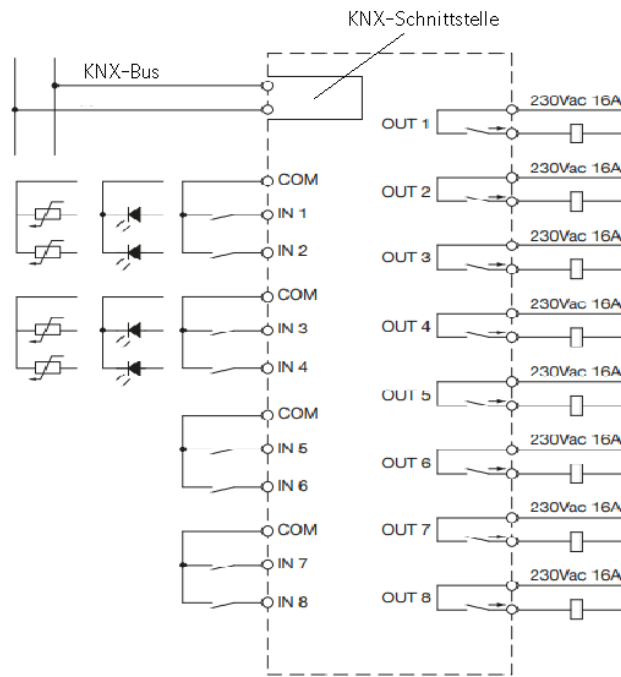 KNX-Schnittstelle
KNX-Bus
COM
IN 1
IN 2
COM
IN 3
IN 4
COM
IN 5
IN 6
COM
IN 7
IN 8
OUT 1
230Vac 16A
OUT 2
230Vac 16A
OUT 3
230Vac 16A
OUT 4
230Vac 16A
OUT 5
230Vac 16A
OUT 6
230Vac 16A
OUT 7
230Vac 16A
OUT 8
230Vac 16A